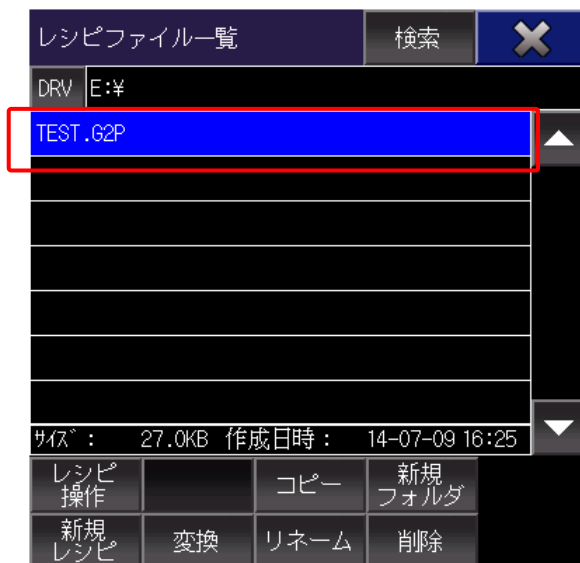 レシピファイル一覧 検索
DRV E:¥
TEST.G2P
ｻｲｽﾞ： 27.0KB 作成日時： 14-07-09 16:25
レシピ操作 コピー 新規フォルダ
新規レシピ 変換 リネーム 削除